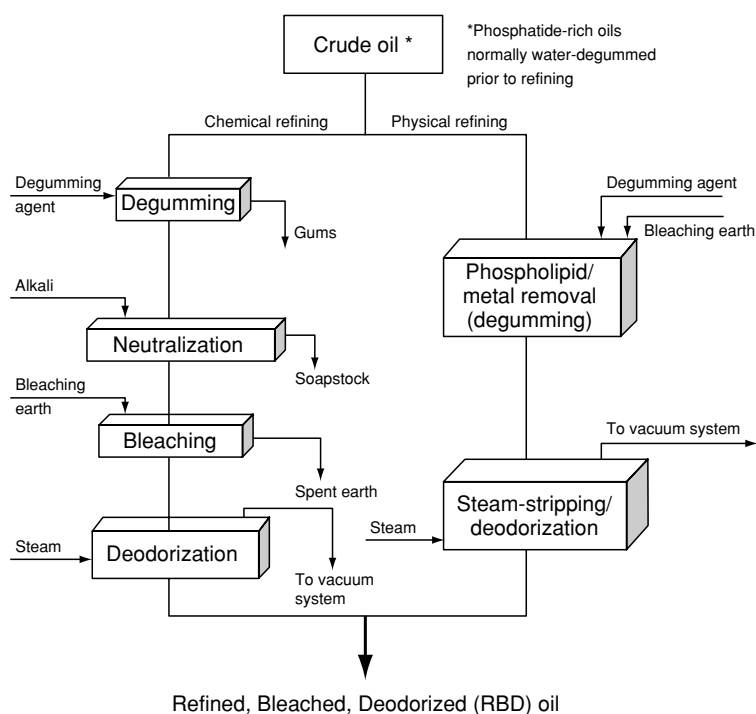 Crude oil *
*Phosphatide-rich oils
normally water-degummed
prior to refining
Chemical refining
Physical refining
Degumming
agent
Degumming
Gums
Degumming agent
Bleaching earth
Phospholipid/
metal removal
(degumming)
Alkali
Neutralization
Soapstock
Bleaching
earth
Bleaching
Spent earth
To vacuum system
Steam-stripping/
deodorization
Steam
Steam
Deodorization
To vacuum
system
Refined, Bleached, Deodorized (RBD) oil